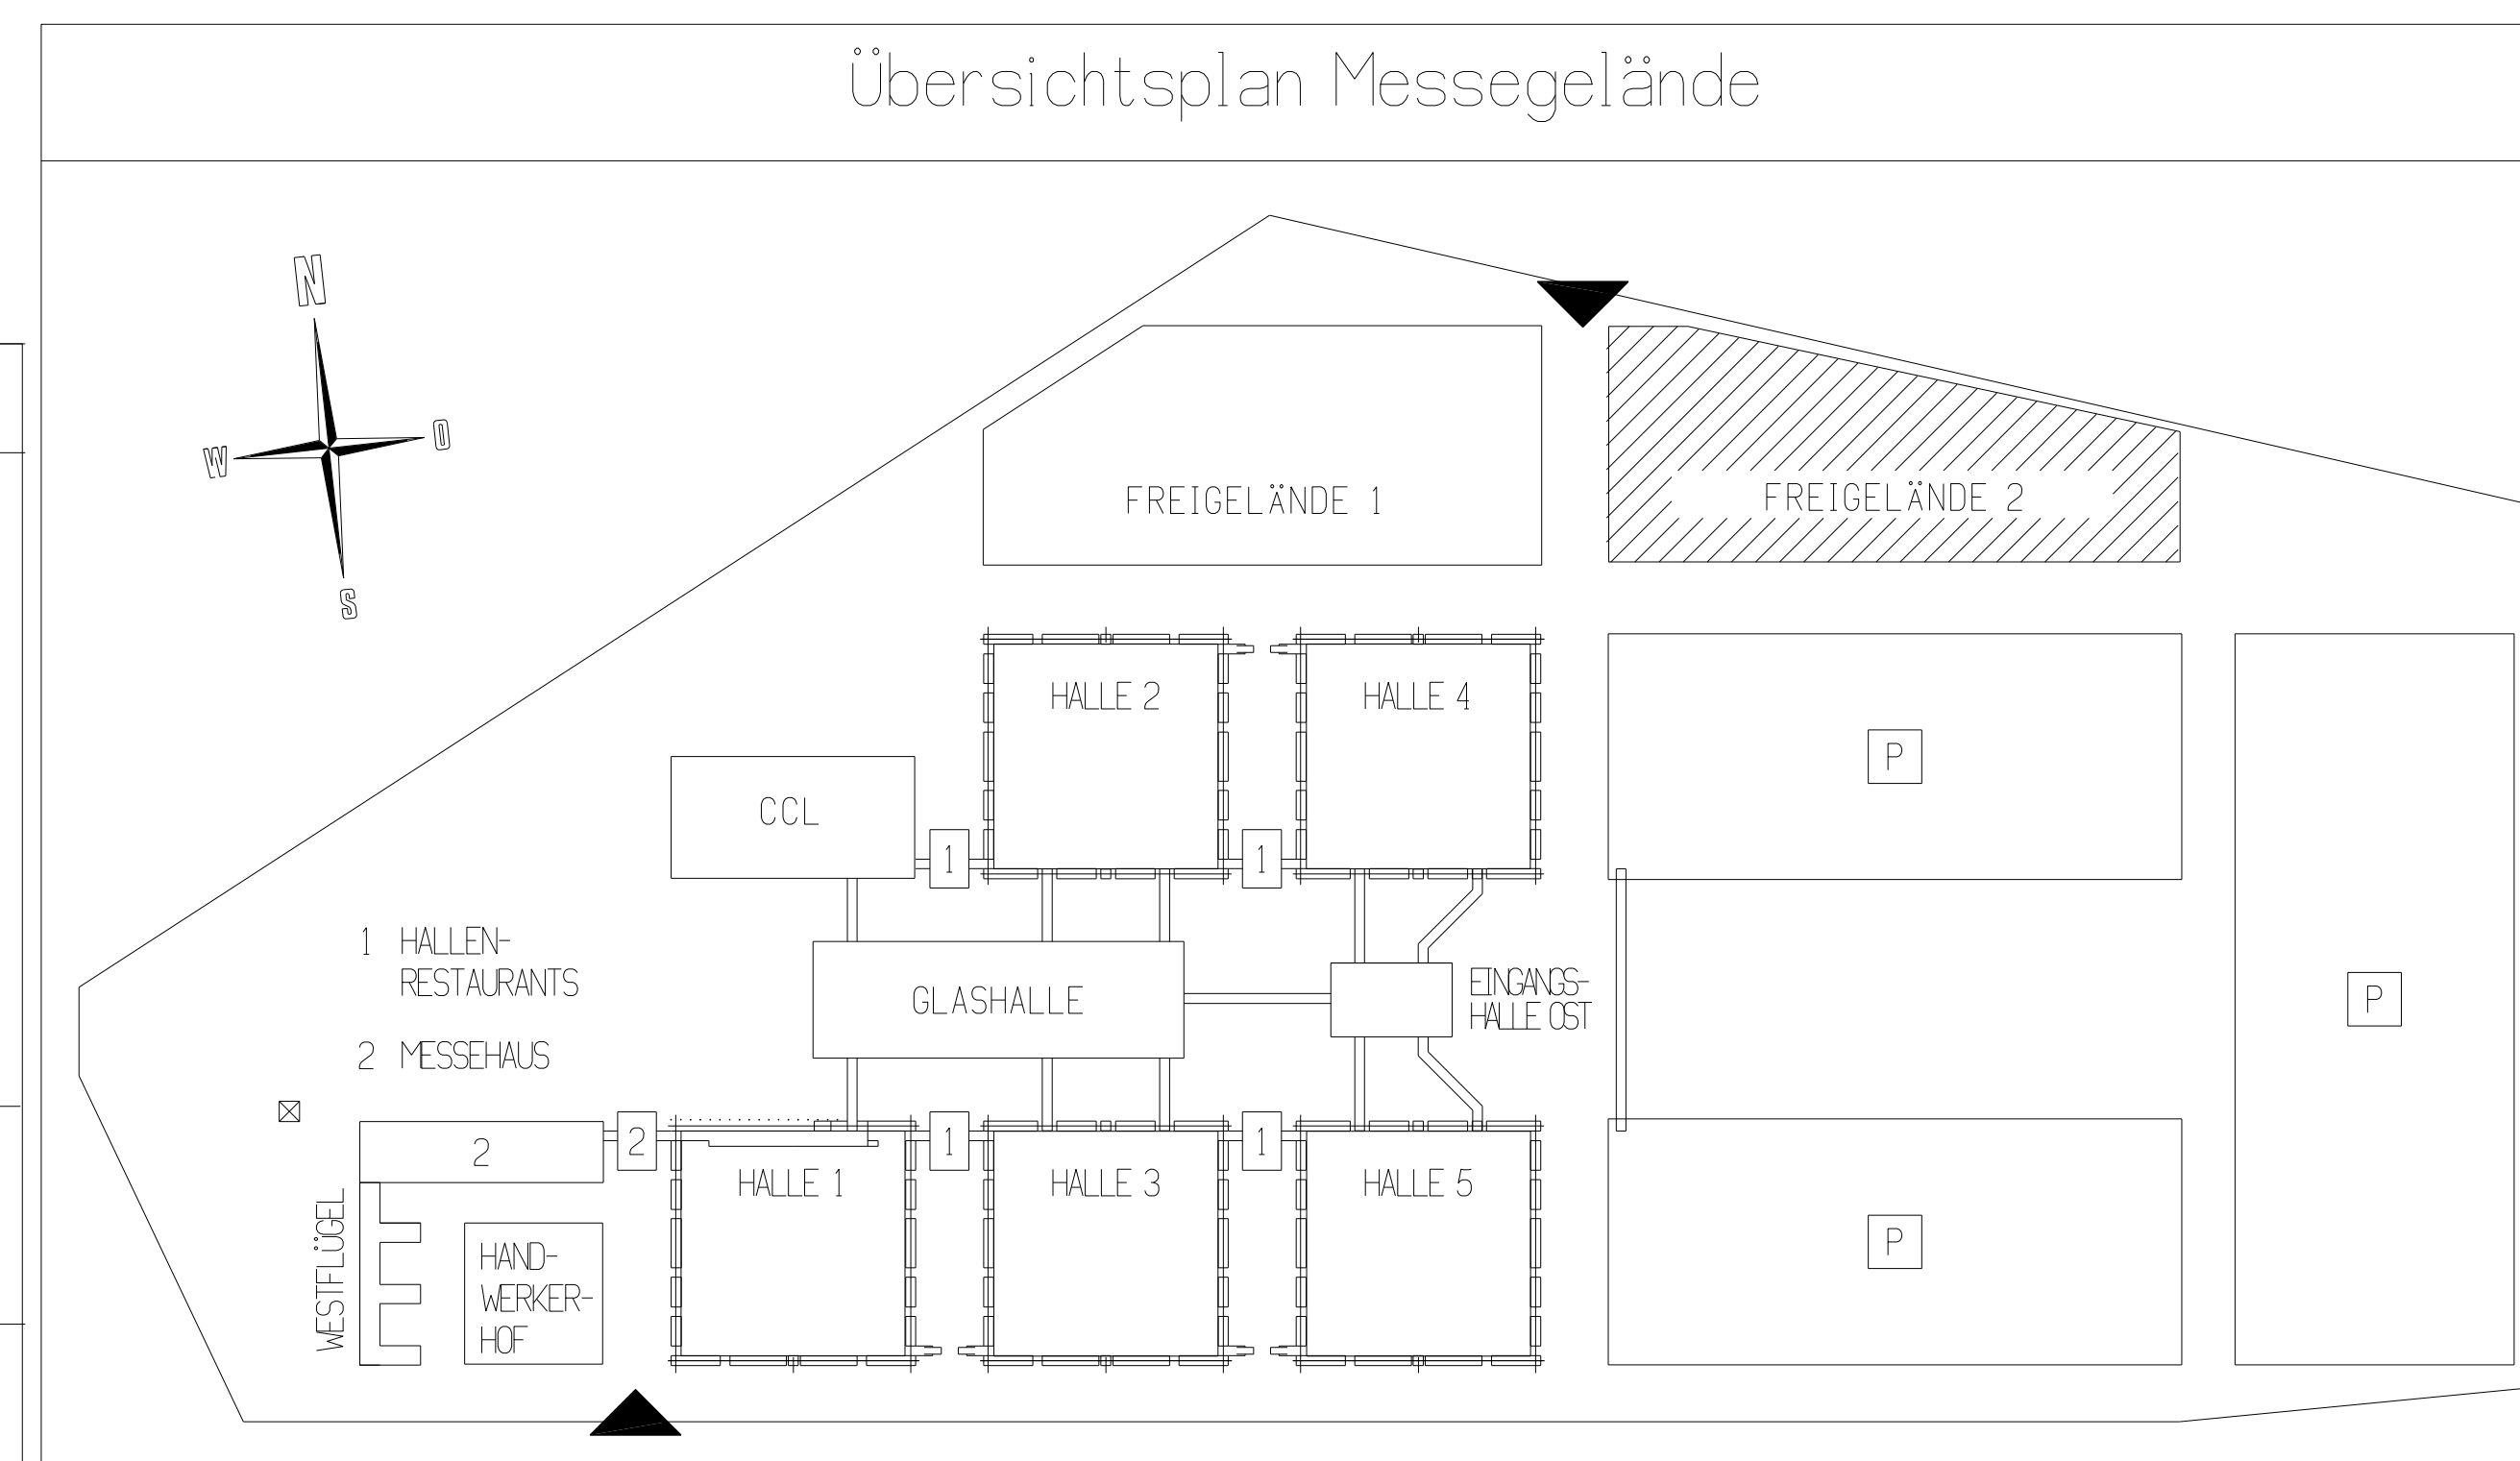 Übersichtsplan Messegelände
N
W
O
S
FREIGELÄNDE 1
FREIGELÄNDE 2
HALLE 2
HALLE 4
P
CCL
1
1
1 HALLEN-
RESTAURANTS
2 MESSEHAUS
GLASHALLE
EINGANGS-
HALLE OST
P
2
2
1
1
HALLE 1
HALLE 3
HALLE 5
WESTFLÜGEL
HAND-
WERKER-
HOF
P